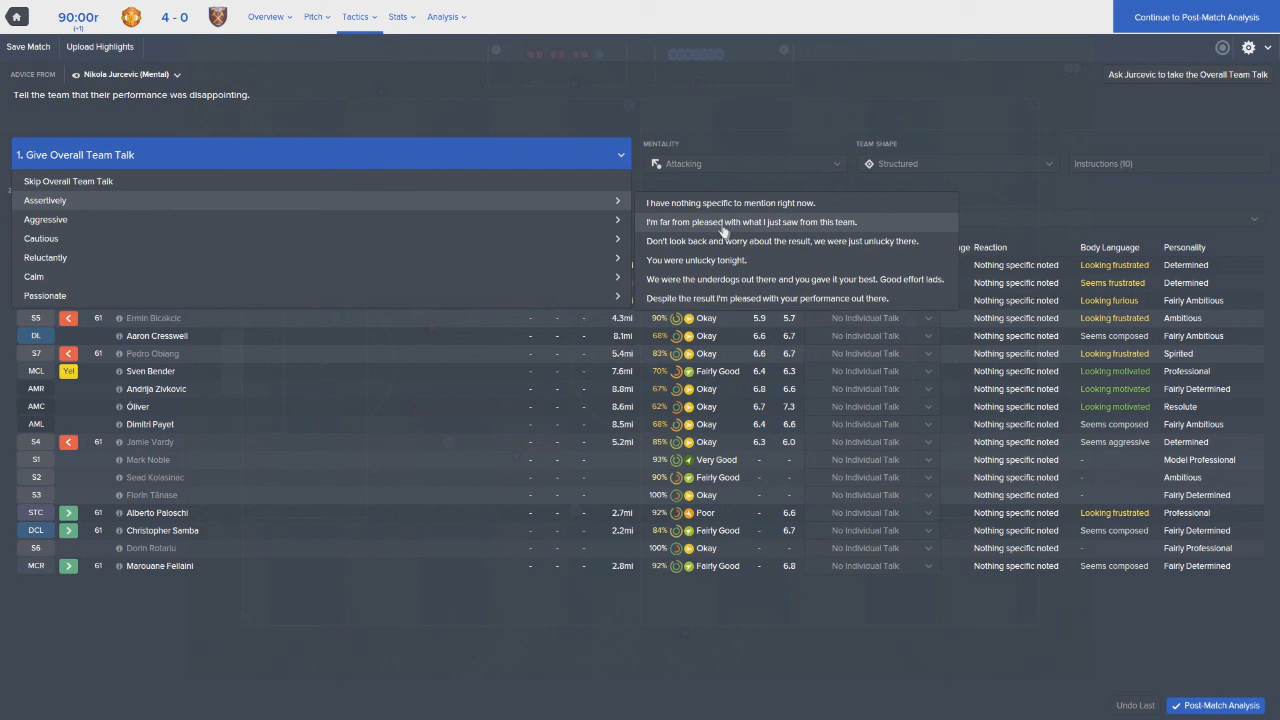 90:00r 4 - 0 Overview Pitch Tactics Stats Analysis Continue to Post-Match Analysis
(+1)
Save Match Upload Highlights
ADVICE FROM Nikola Jurcevic (Mental) Ask Jurcevic to take the Overall Team Talk
Tell the team that their performance was disappointing.
MENTALITY TEAM SHAPE
1. Give Overall Team Talk Attacking Structured Instructions (10)
Skip Overall Team Talk
Assertively
Aggressive
Cautious
Reluctantly
Calm
Passionate
I have nothing specific to mention right now.
I'm far from pleased with what I just saw from this team.
Don't look back and worry about the result, we were just unlucky there.
You were unlucky tonight.
We were the underdogs out there and you gave it your best. Good effort lads.
Despite the result I'm pleased with your performance out there.
ge Reaction Body Language Personality
Nothing specific noted Looking frustrated Determined
Nothing specific noted Seems frustrated Determined
Nothing specific noted Looking furious Fairly Ambitious
S5 61 Ermin Bicakcic - - - 4.3mi 90% Okay 5.9 5.7 No Individual Talk Nothing specific noted Looking frustrated Ambitious
DL Aaron Cresswell - - - 8.1mi 68% Okay 6.6 6.7 No Individual Talk Nothing specific noted Seems composed Fairly Ambitious
S7 61 Pedro Obiang - - - 5.4mi 83% Okay 6.6 6.7 No Individual Talk Nothing specific noted Looking frustrated Spirited
MCL Yel Sven Bender - - - 7.6mi 70% Fairly Good 6.4 6.3 No Individual Talk Nothing specific noted Looking motivated Professional
AMR Andrija Zivkovic - - - 8.8mi 67% Okay 6.8 6.6 No Individual Talk Nothing specific noted Looking motivated Fairly Determined
AMC Óliver - - - 8.6mi 62% Okay 6.7 7.3 No Individual Talk Nothing specific noted Looking motivated Resolute
AML Dimitri Payet - - - 8.5mi 68% Okay 6.4 6.6 No Individual Talk Nothing specific noted Seems composed Fairly Ambitious
S4 61 Jamie Vardy - - - 5.2mi 85% Okay 6.3 6.0 No Individual Talk Nothing specific noted Seems aggressive Determined
S1 Mark Noble - - - 93% Very Good - - No Individual Talk Nothing specific noted - Model Professional
S2 Sead Kolasinac - - - 90% Fairly Good - - No Individual Talk Nothing specific noted - Ambitious
S3 Florin Tănase - - - 100% Okay - - No Individual Talk Nothing specific noted - Fairly Determined
STC 61 Alberto Paloschi - - - 2.7mi 92% Poor - 6.6 No Individual Talk Nothing specific noted Looking frustrated Professional
DCL 61 Christopher Samba - - - 2.2mi 84% Fairly Good - 6.7 No Individual Talk Nothing specific noted Seems composed Fairly Determined
S6 Dorin Rotariu - - - 100% Okay - - No Individual Talk Nothing specific noted - Fairly Professional
MCR 61 Marouane Fellaini - - - 2.8mi 92% Fairly Good - 6.8 No Individual Talk Nothing specific noted Seems composed Fairly Determined
Undo Last Post-Match Analysis